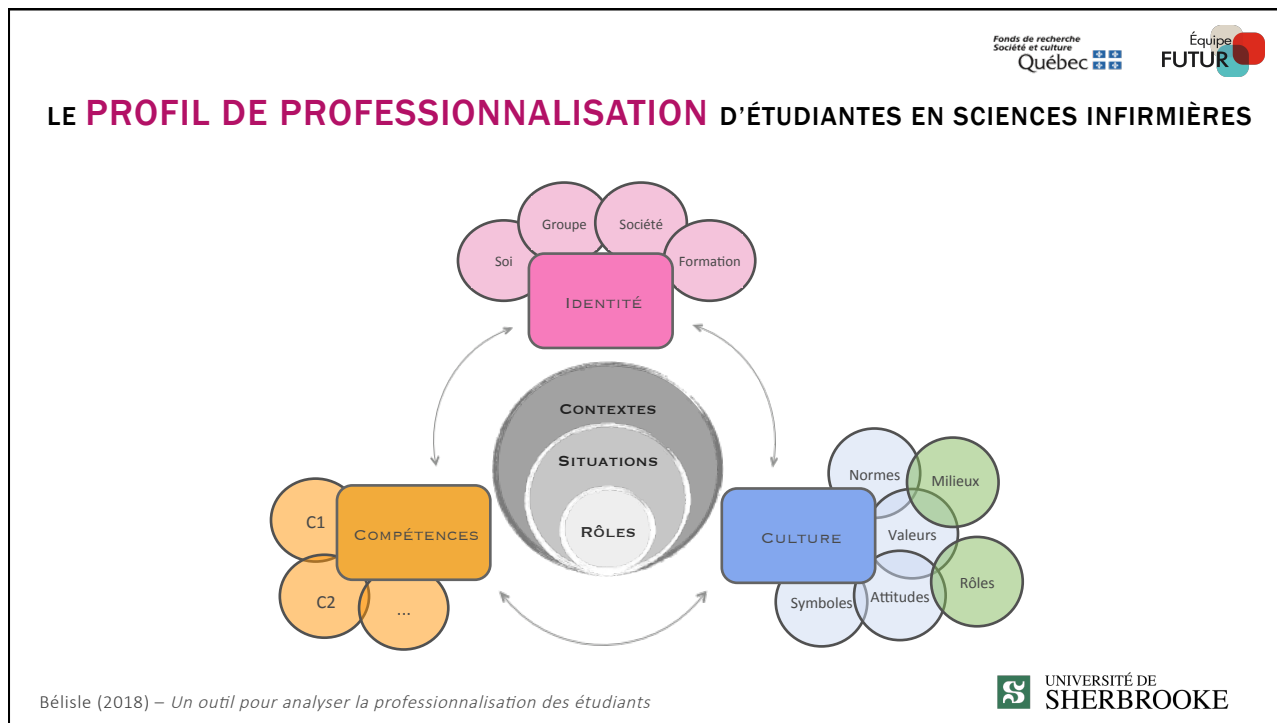 Fonds de recherche
Société et culture
Québec
Équipe
FUTUR
LE PROFIL DE PROFESSIONNALISATION D'ÉTUDIANTES EN SCIENCES INFIRMIÈRES
Soi
Groupe
Société
Formation
IDENTITÉ
CONTEXTES
SITUATIONS
RÔLES
C1
C2
...
COMPÉTENCES
CULTURE
Normes
Milieux
Valeurs
Rôles
Attitudes
Symboles
Bélisle (2018) – Un outil pour analyser la professionnalisation des étudiants
S
UNIVERSITÉ DE
SHERBROOKE